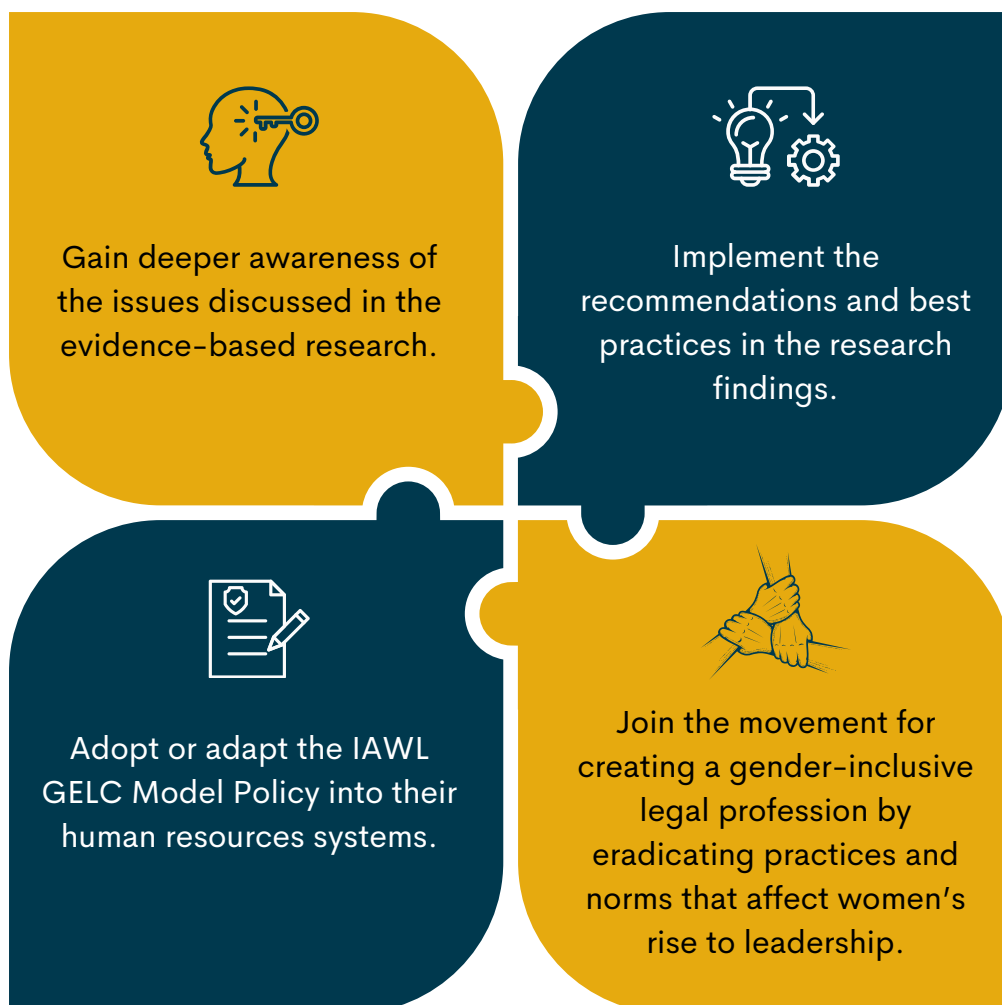 Gain deeper awareness of
the issues discussed in the
evidence-based research.
Implement the
recommendations and best
practices in the research
findings.
Adopt or adapt the IAWL
GELC Model Policy into their
human resources systems.
Join the movement for
creating a gender-inclusive
legal profession by
eradicating practices and
norms that affect women's
rise to leadership.